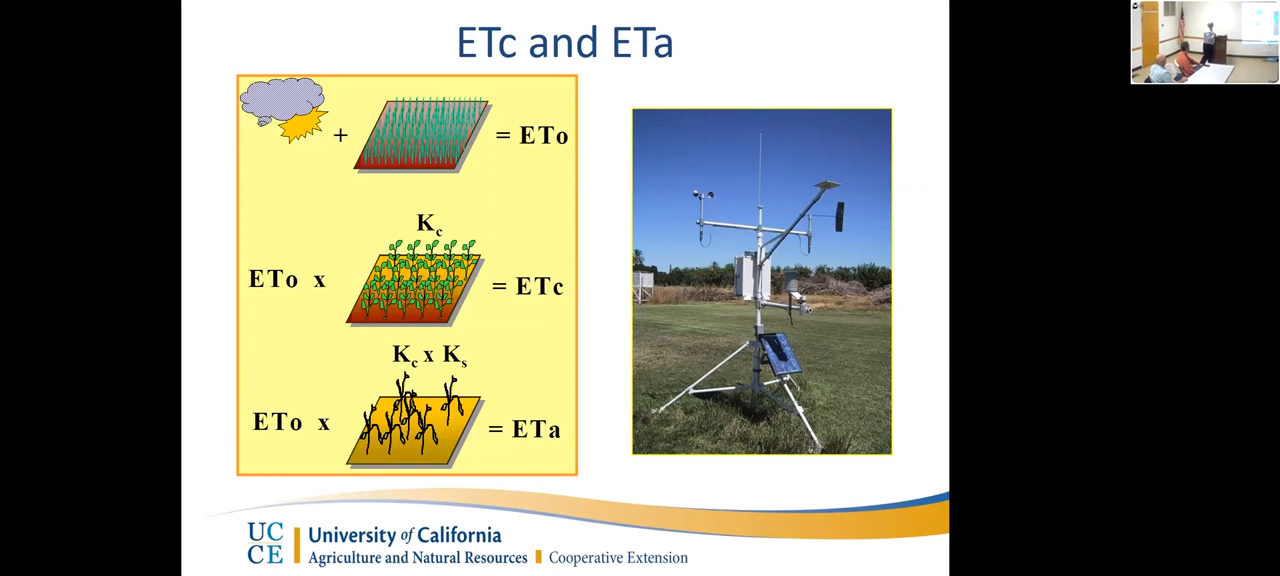 ETc and ETa
+ = ETo
Kc
ETo x = ETc
Kc x Ks
ETo x = ETa
UC
CE
University of California
Agriculture and Natural Resources Cooperative Extension